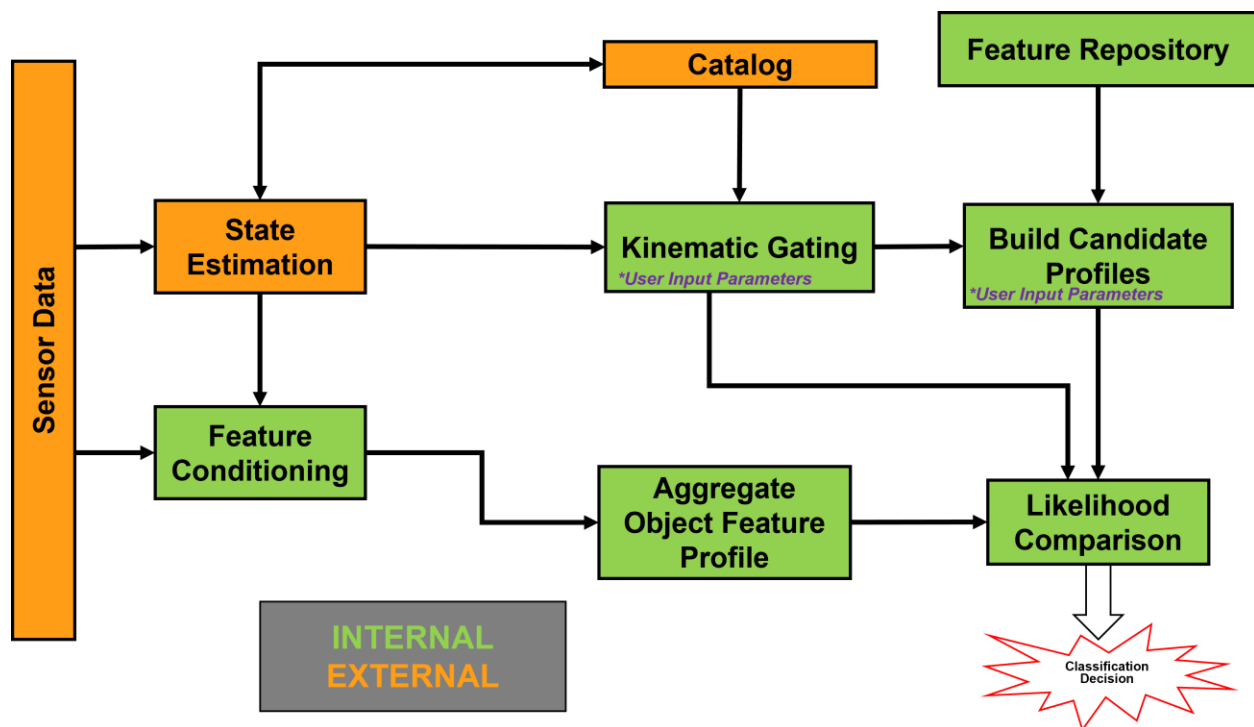 Catalog
Feature Repository
Sensor Data
State
Estimation
Kinematic Gating
*User Input Parameters
Build Candidate
Profiles
*User Input Parameters
Feature
Conditioning
Aggregate
Object Feature
Profile
Likelihood
Comparison
INTERNAL
EXTERNAL
Classification
Decision